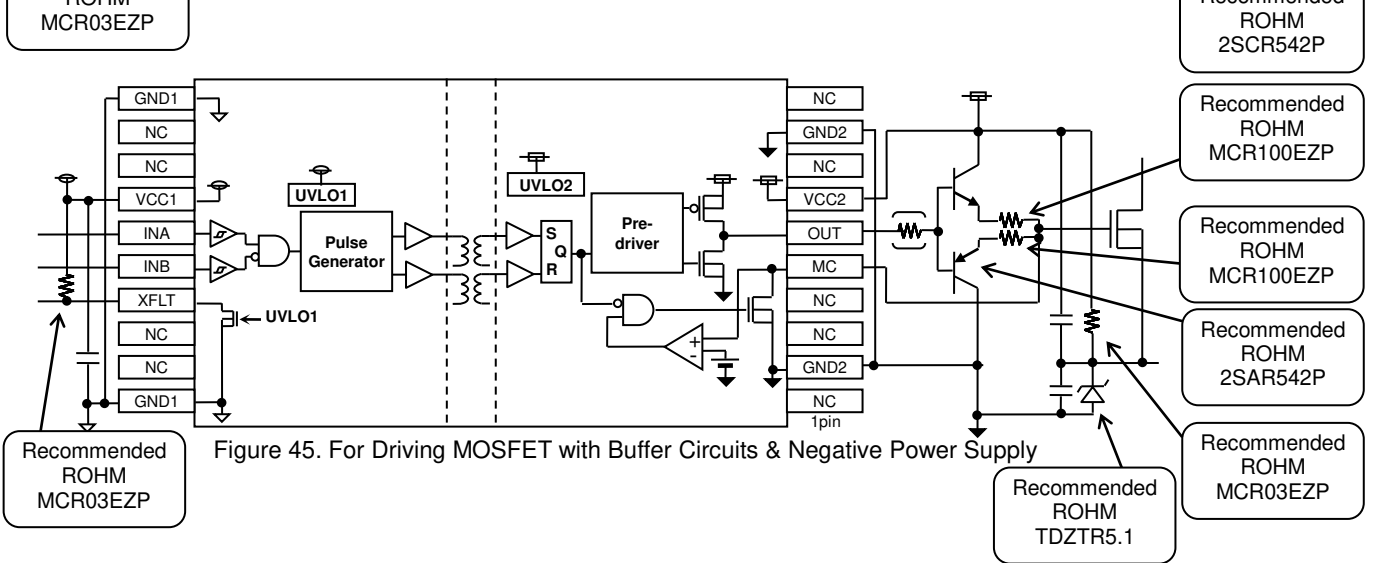 ROHM
MCR03EZP
Recommended
ROHM
2SCR542P
GND1
NC
NC
VCC1
INA
INB
XFLT
NC
NC
GND1
UVLO1
Pulse
Generator
UVLO1
UVLO2
S
Q
R
Pre-
driver
+
-
NC
GND2
NC
VCC2
OUT
MC
NC
NC
GND2
NC
1pin
Recommended
ROHM
MCR100EZP
Recommended
ROHM
MCR100EZP
Recommended
ROHM
2SAR542P
Recommended
ROHM
MCR03EZP
Recommended
ROHM
TDZTR5.1
Recommended
ROHM
MCR03EZP
Figure 45. For Driving MOSFET with Buffer Circuits & Negative Power Supply